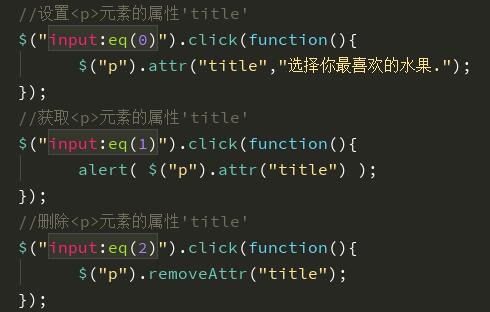 //设置<p>元素的属性'title'
$("input:eq(0)").click(function(){
$("p").attr("title","选择你最喜欢的水果.");
});
//获取<p>元素的属性'title'
$("input:eq(1)").click(function(){
alert( $("p").attr("title") );
});
//删除<p>元素的属性'title'
$("input:eq(2)").click(function(){
$("p").removeAttr("title");
});